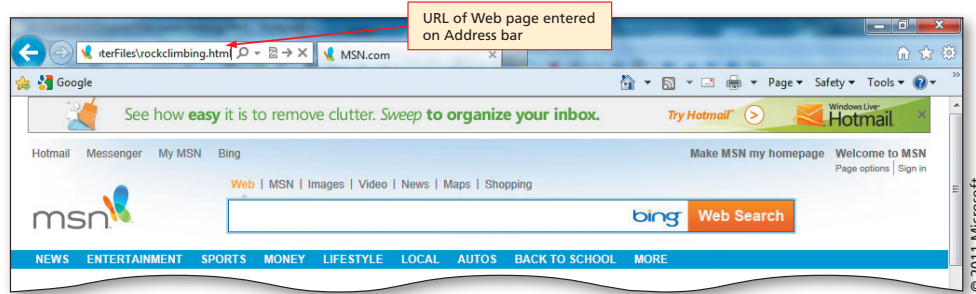 URL of Web page entered
on Address bar
iterFiles\rockclimbing.html
MSN.com
Google
Page Safety Tools
See how easy it is to remove clutter. Sweep to organize your inbox.
Try Hotmail
Windows Live
Hotmail
Hotmail Messenger My MSN Bing
Make MSN my homepage
Welcome to MSN
Page options | Sign in
Web | MSN | Images | Video | News | Maps | Shopping
msn
bing
Web Search
NEWS ENTERTAINMENT SPORTS MONEY LIFESTYLE LOCAL AUTOS BACK TO SCHOOL MORE
© 2011 Microsoft